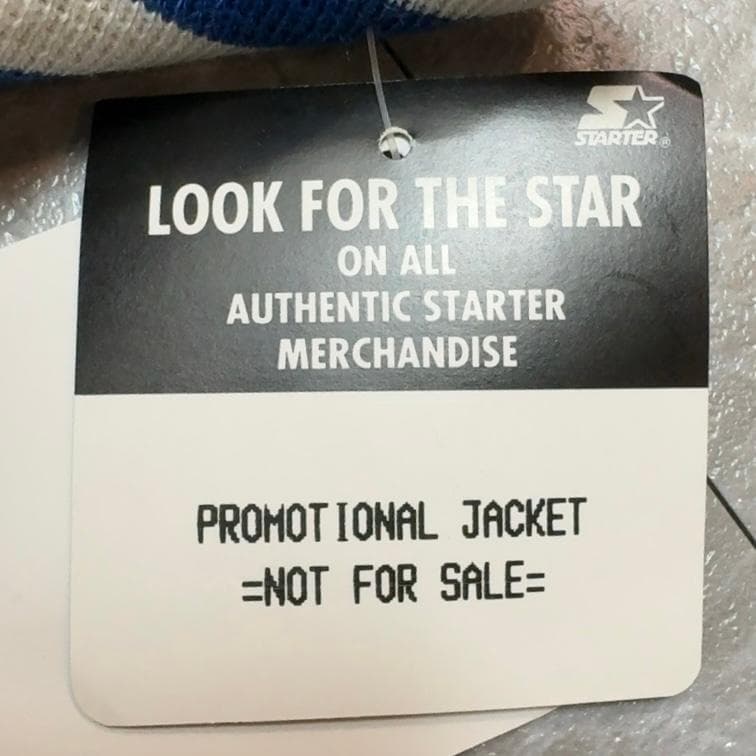 STARTER®
LOOK FOR THE STAR
ON ALL
AUTHENTIC STARTER
MERCHANDISE
PROMOTIONAL JACKET
=NOT FOR SALE=